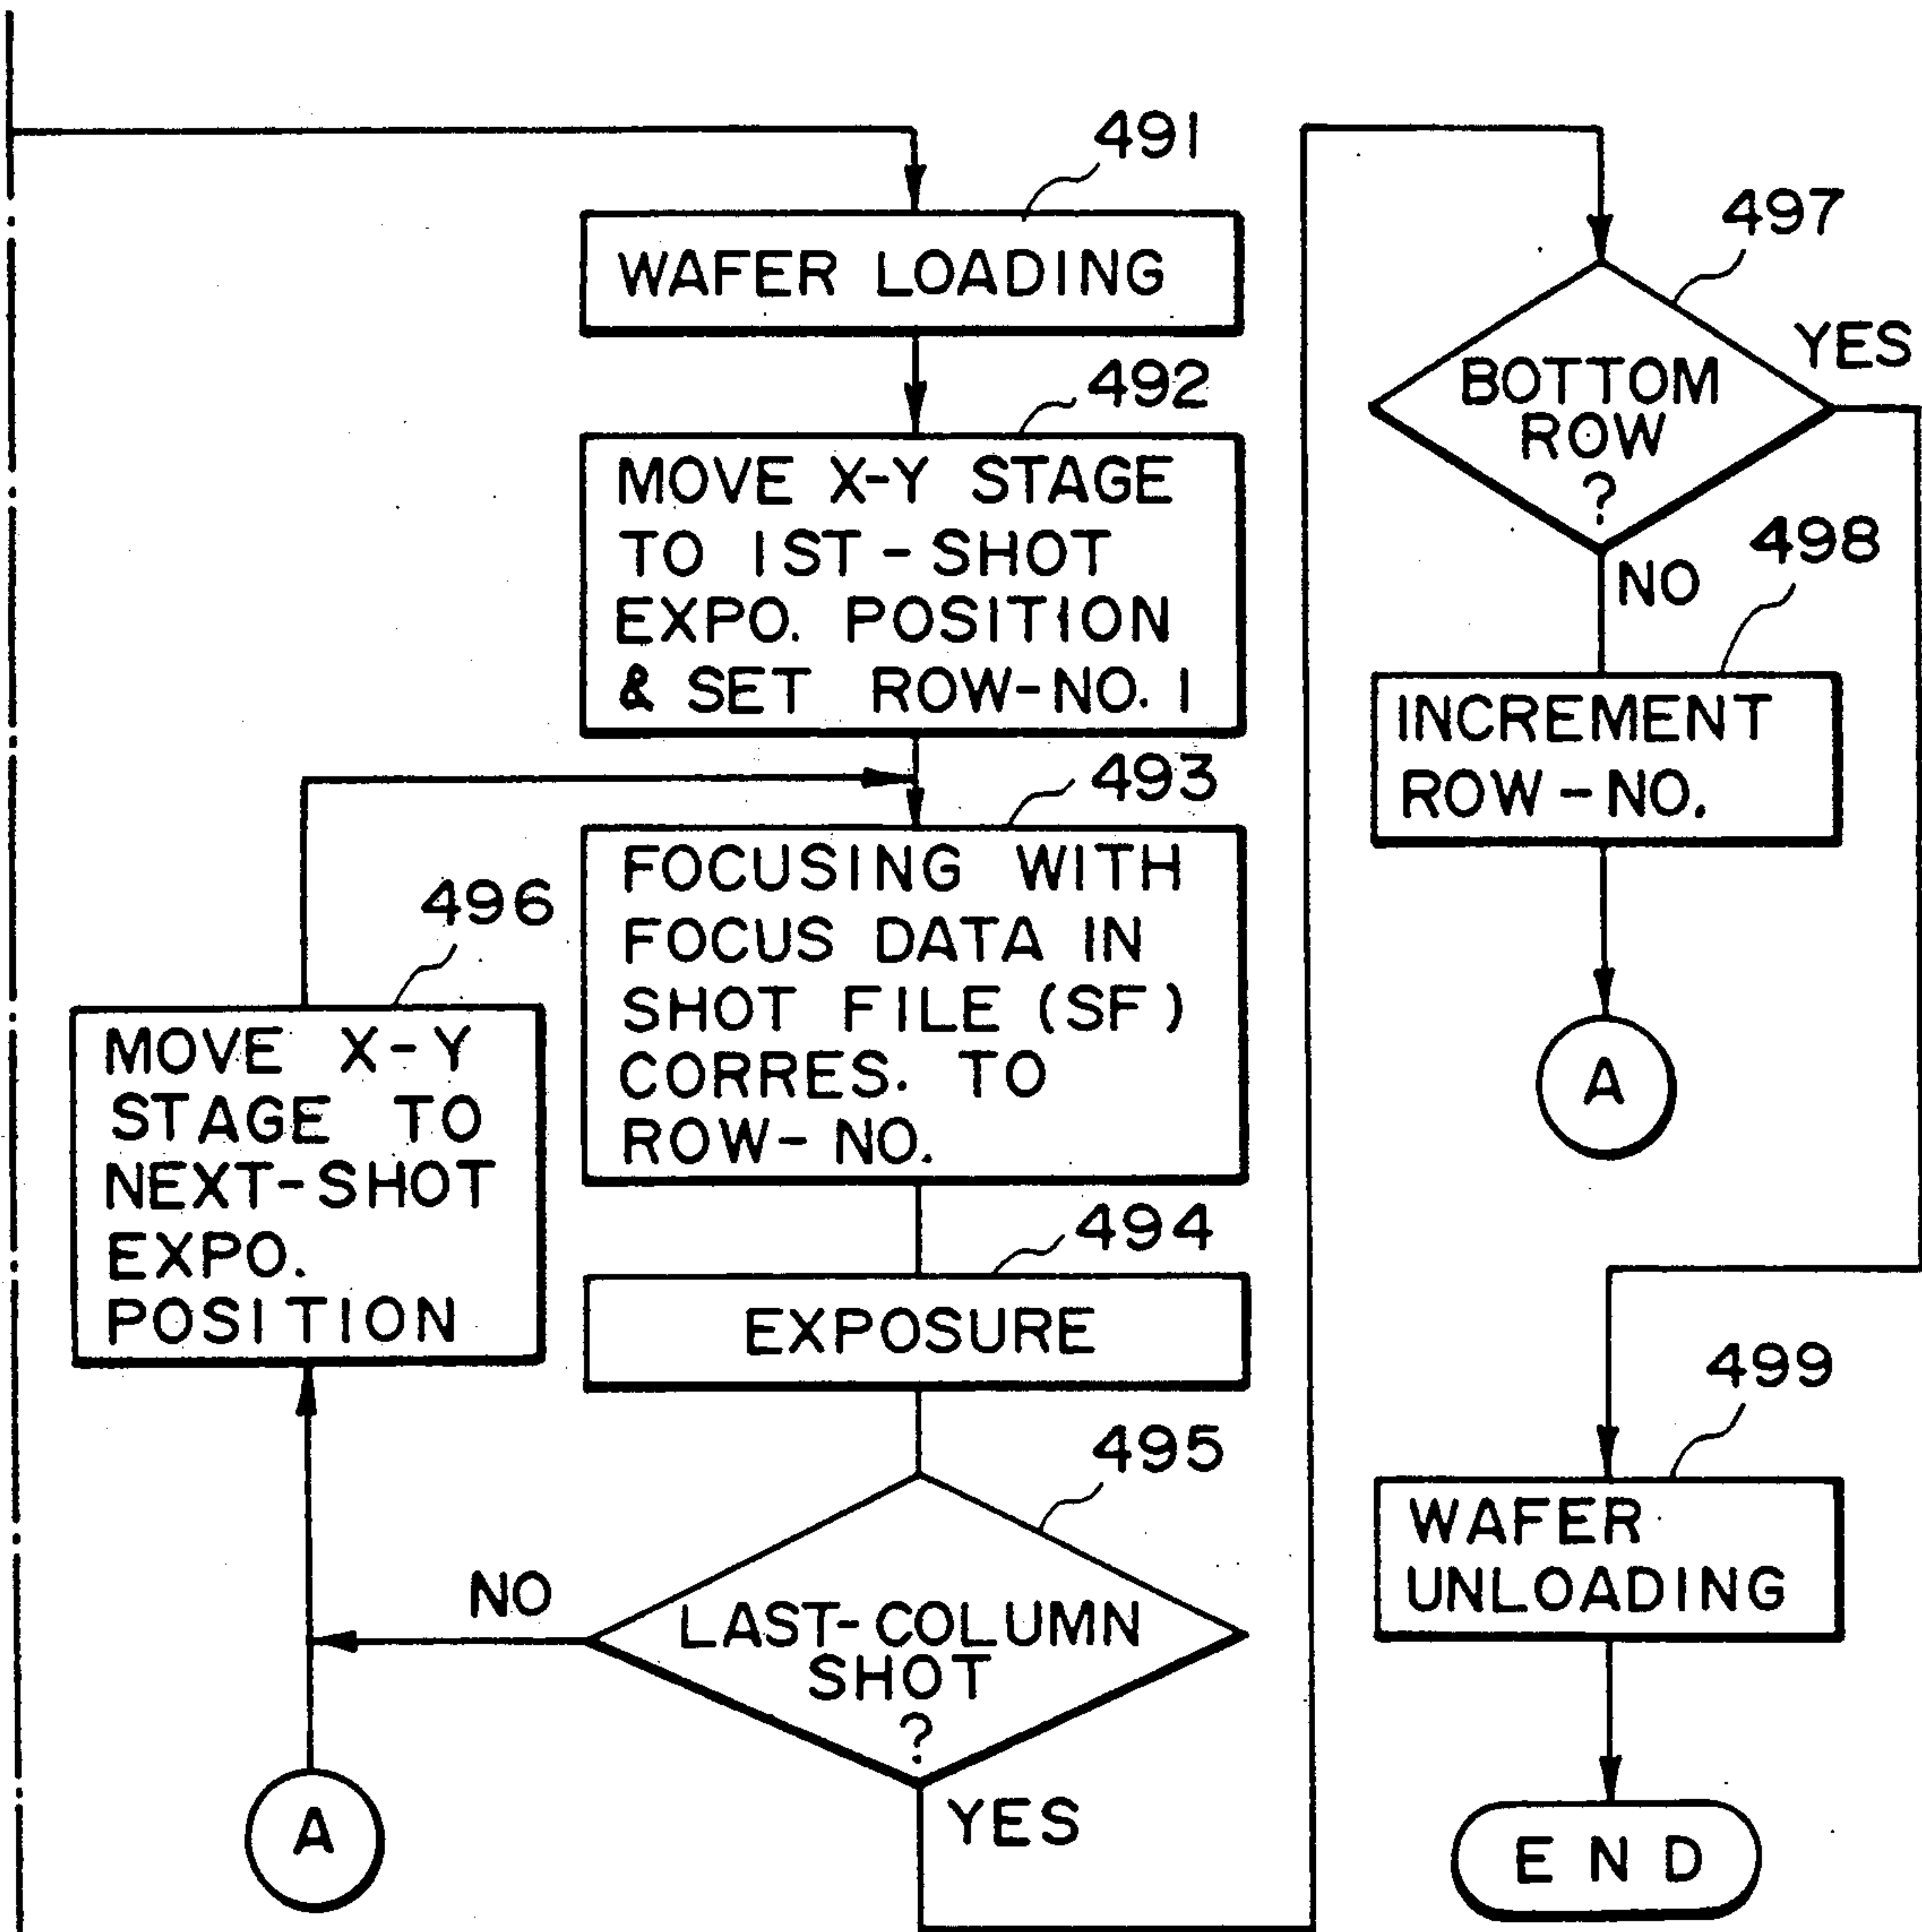 491
WAFER LOADING
492
MOVE X-Y STAGE
TO 1ST-SHOT
EXPO. POSITION
& SET ROW-NO. 1
493
FOCUSING WITH
FOCUS DATA IN
SHOT FILE (SF)
CORRES. TO
ROW-NO.
494
EXPOSURE
495
LAST-COLUMN
SHOT
?
NO
YES
496
MOVE X-Y
STAGE TO
NEXT-SHOT
EXPO.
POSITION
A
497
BOTTOM
ROW
?
YES
NO
498
INCREMENT
ROW-NO.
A
499
WAFER
UNLOADING
END